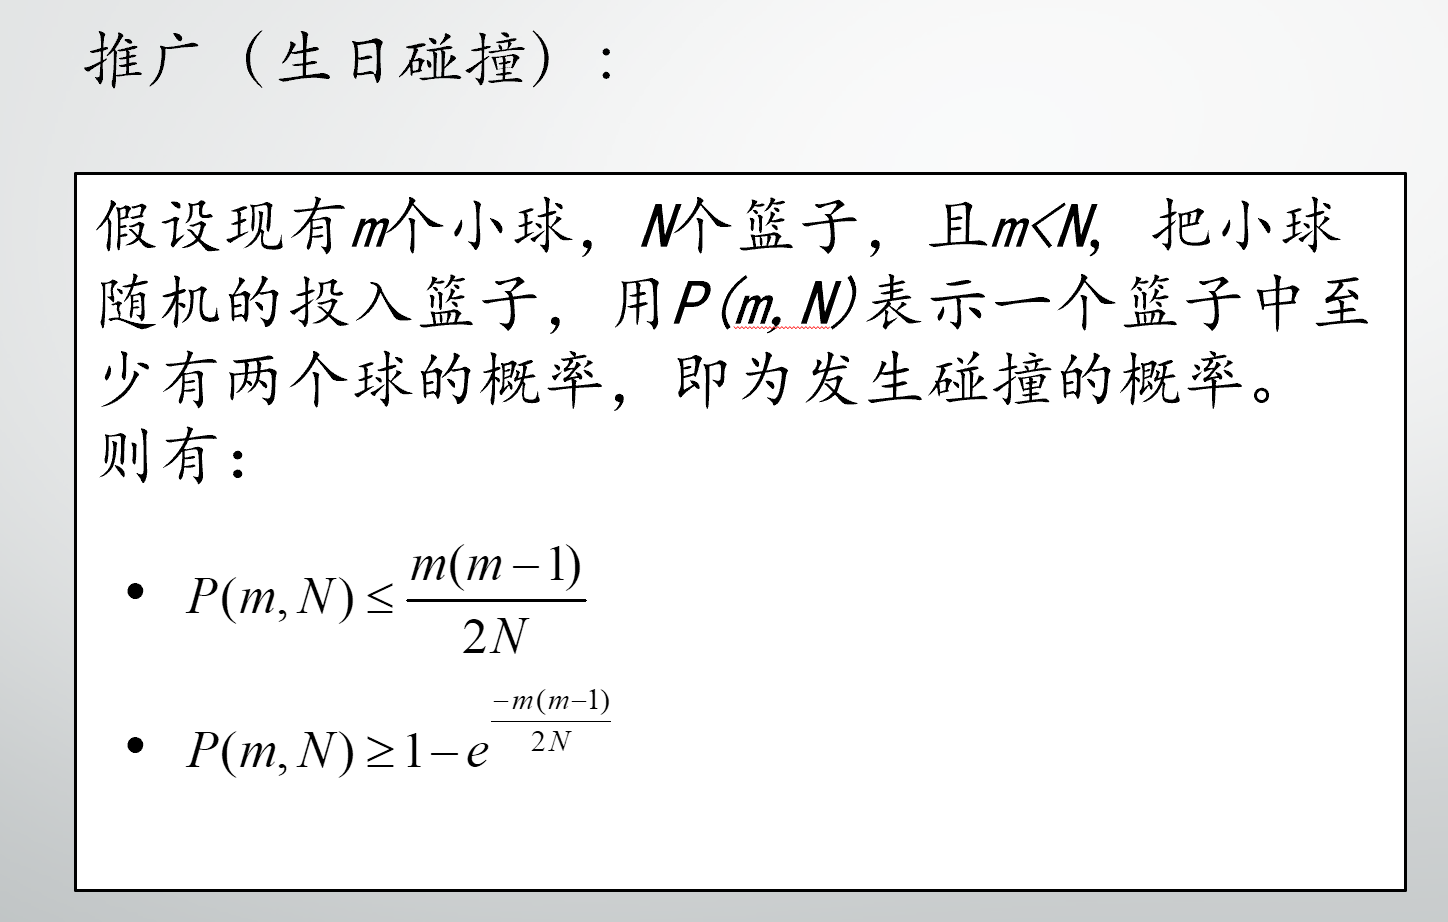 推广（生日碰撞）：
假设现有m个小球，N个篮子，且m<N, 把小球
随机的投入篮子，用P(m,N)表示一个篮子中至
少有两个球的概率，即为发生碰撞的概率。
则有：
• P(m, N) ≤ \frac{m(m-1)}{2N}
• P(m, N) ≥ 1 - e^{\frac{-m(m-1)}{2N}}